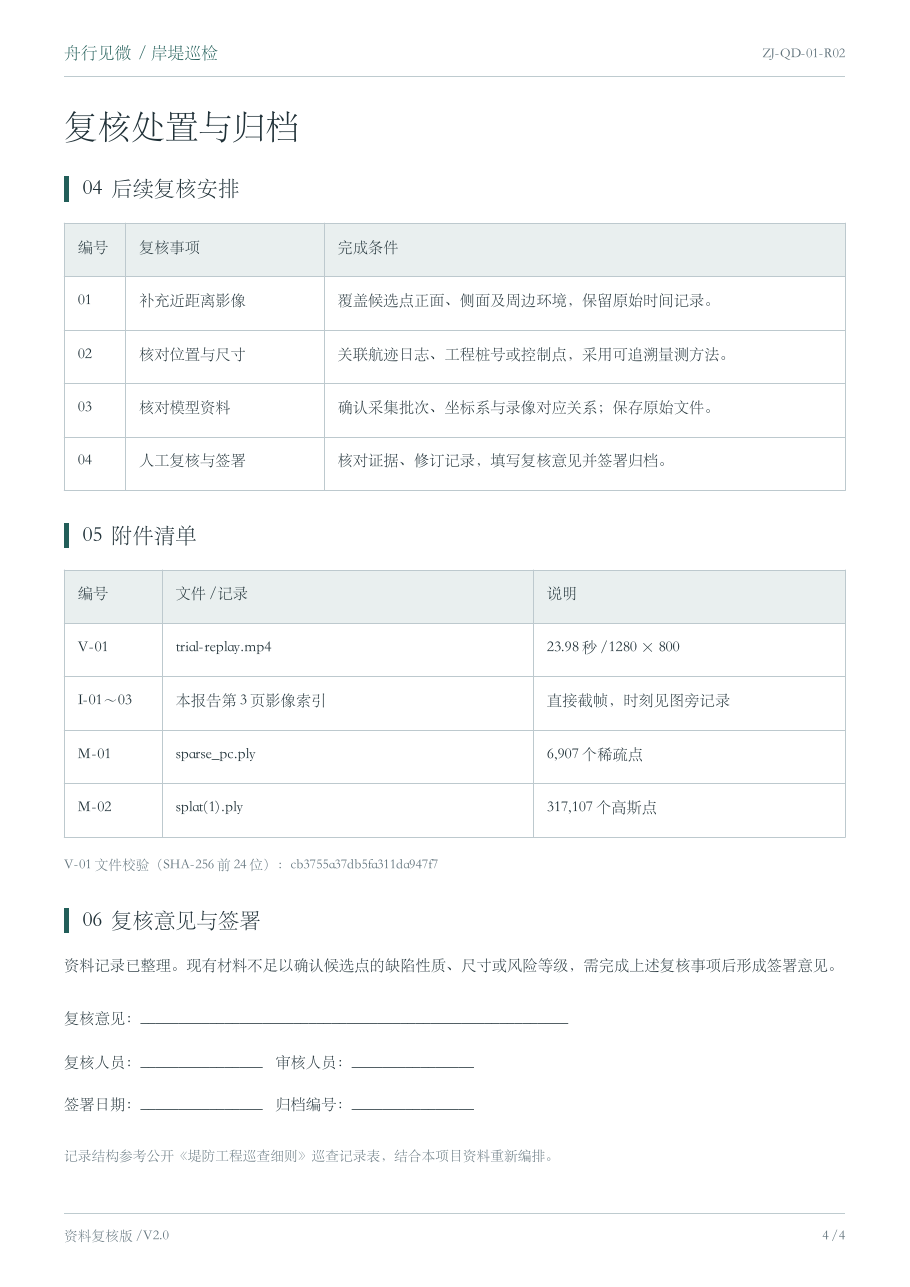 舟行见微 / 岸堤巡检
ZJ-QD-01-R02
复核处置与归档
04 后续复核安排
编号 复核事项 完成条件
01 补充近距离影像 覆盖候选点正面、侧面及周边环境，保留原始时间记录。
02 核对位置与尺寸 关联航迹日志、工程桩号或控制点，采用可追溯量测方法。
03 核对模型资料 确认采集批次、坐标系与录像对应关系；保存原始文件。
04 人工复核与签署 核对证据、修订记录，填写复核意见并签署归档。
05 附件清单
编号 文件 / 记录 说明
V-01 trial-replay.mp4 23.98 秒 / 1280 × 800
I-01～03 本报告第 3 页影像索引 直接截帧，时刻见图旁记录
M-01 sparse_pc.ply 6,907 个稀疏点
M-02 splat(1).ply 317,107 个高斯点
V-01 文件校验（SHA-256 前 24 位）：cb3755a37db5fa311da947f7
06 复核意见与签署
资料记录已整理。现有材料不足以确认候选点的缺陷性质、尺寸或风险等级，需完成上述复核事项后形成签署意见。
复核意见：
复核人员： 审核人员：
签署日期： 归档编号：
记录结构参考公开《堤防工程巡查细则》巡查记录表，结合本项目资料重新编排。
资料复核版 / V2.0
4 / 4